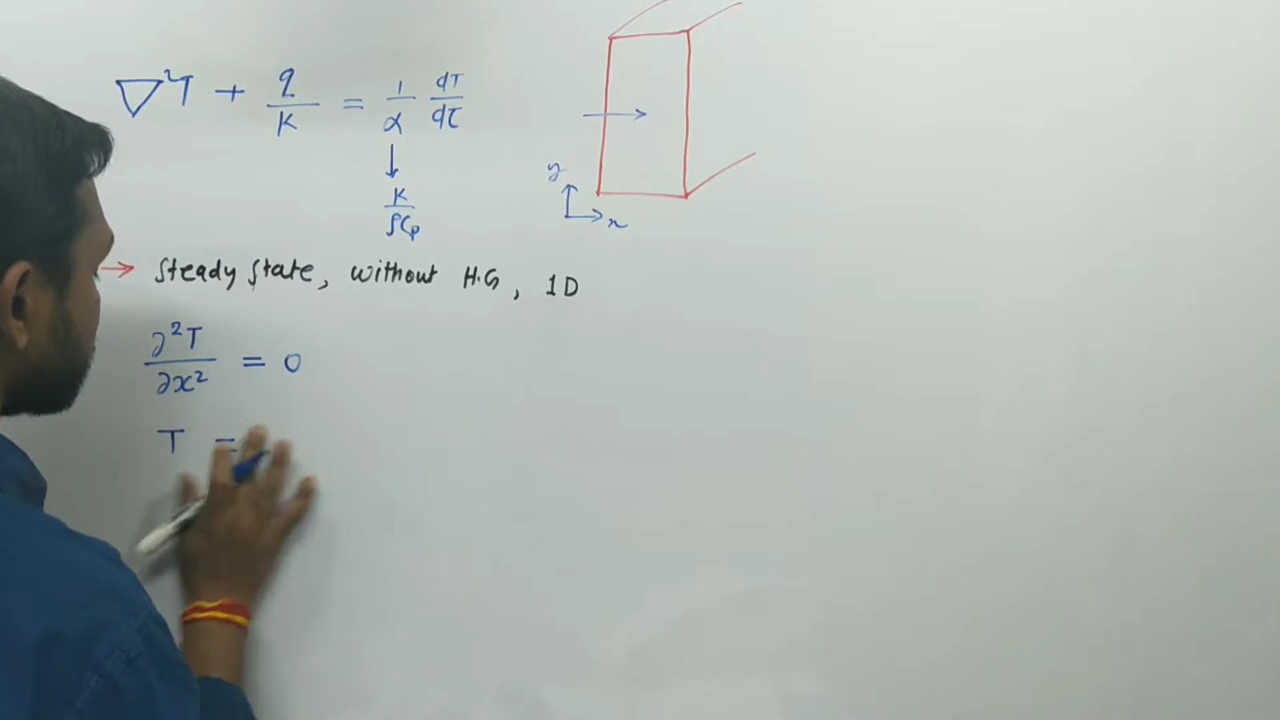 ∇²T + q/K = 1/α dT/dτ
↓
K/ρCp
y
x
→ Steady State, without H.G, 1D
∂²T/∂x² = 0
T =